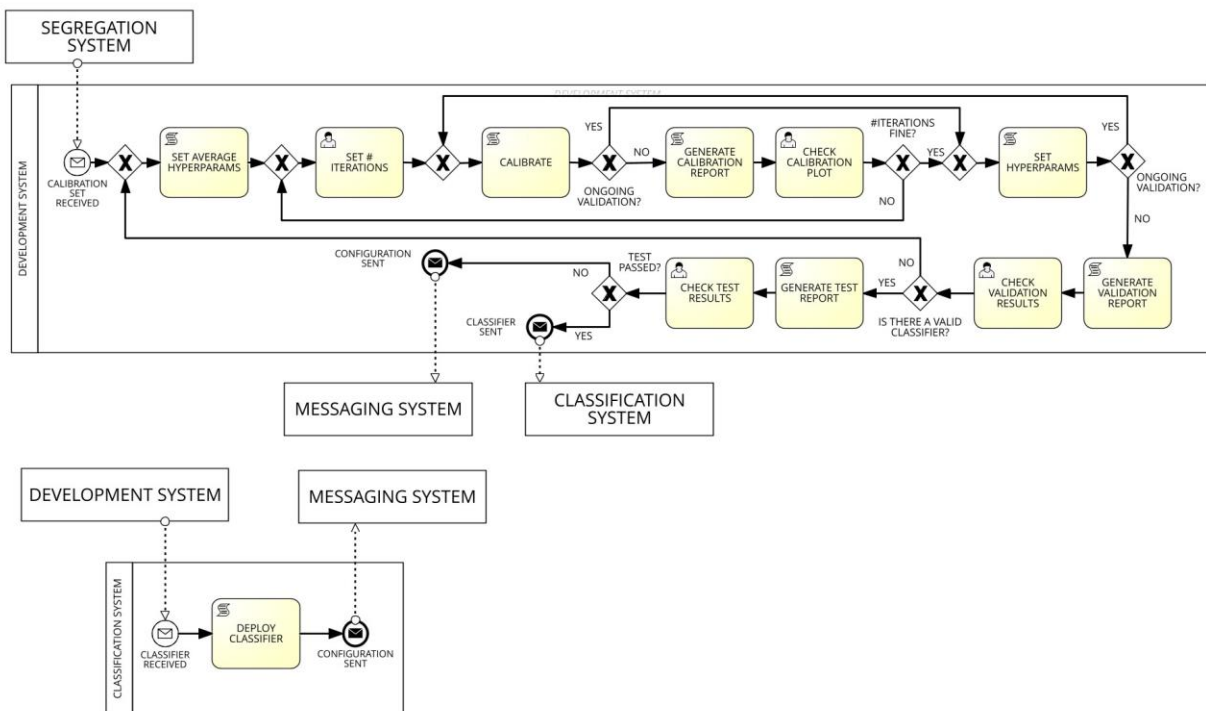 SEGREGATION
SYSTEM
DEVELOPMENT SYSTEM
DEVELOPMENT SYSTEM
CALIBRATION
SET
RECEIVED
SET AVERAGE
HYPERPARAMS
SET #
ITERATIONS
CALIBRATE
YES
NO
ONGOING
VALIDATION?
GENERATE
CALIBRATION
REPORT
CHECK
CALIBRATION
PLOT
#ITERATIONS
FINE?
YES
NO
SET
HYPERPARAMS
YES
ONGOING
VALIDATION?
NO
GENERATE
VALIDATION
REPORT
CHECK
VALIDATION
RESULTS
NO
YES
IS THERE A VALID
CLASSIFIER?
GENERATE TEST
REPORT
CHECK TEST
RESULTS
TEST
PASSED?
NO
YES
CONFIGURATION
SENT
CLASSIFIER
SENT
MESSAGING SYSTEM
CLASSIFICATION
SYSTEM
DEVELOPMENT SYSTEM
MESSAGING SYSTEM
CLASSIFICATION SYSTEM
CLASSIFIER
RECEIVED
DEPLOY
CLASSIFIER
CONFIGURATION
SENT